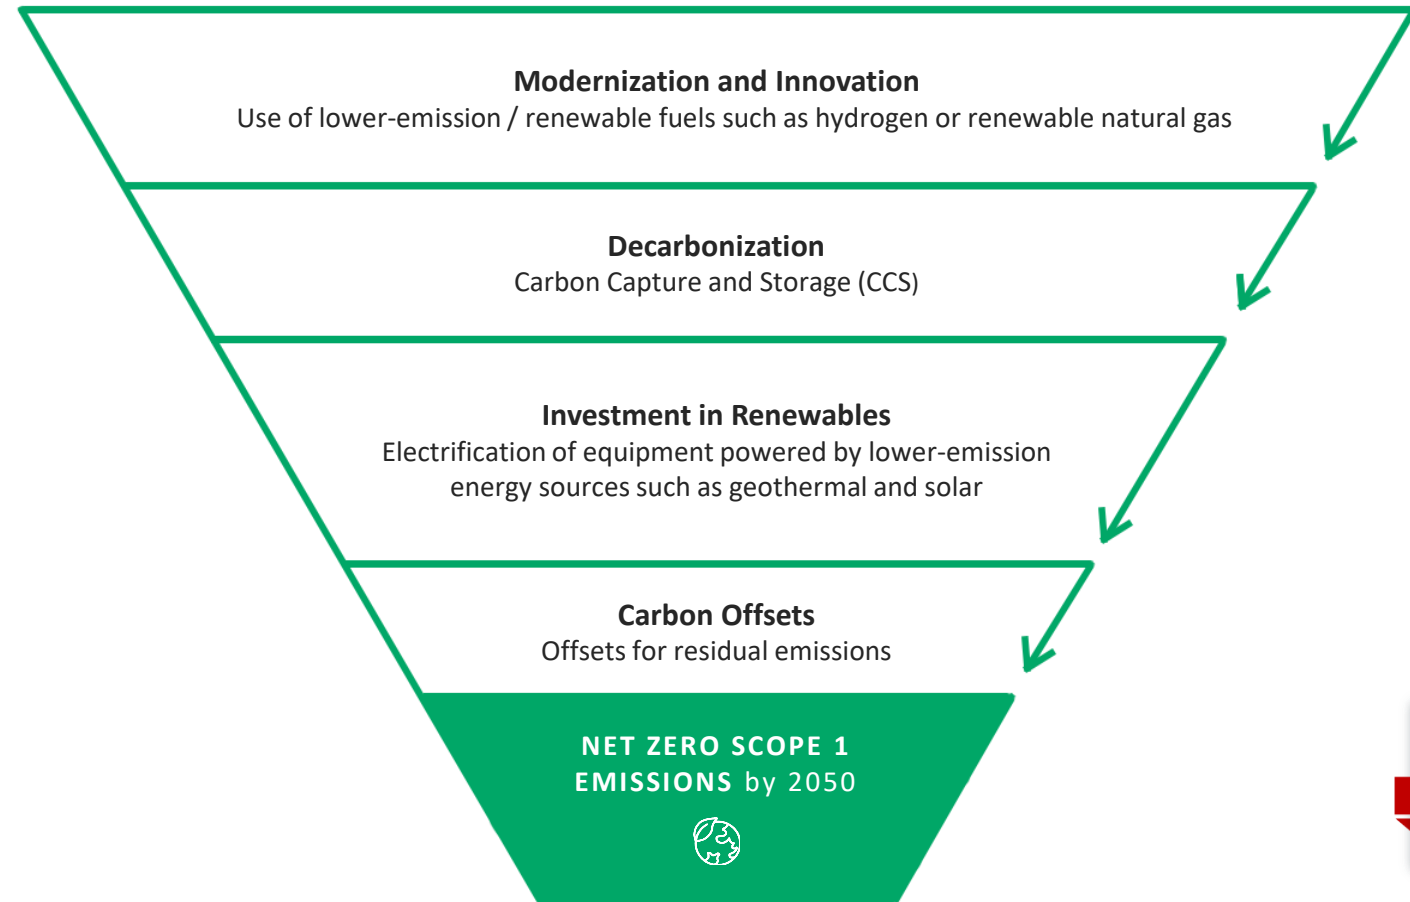 Modernization and Innovation
Use of lower-emission / renewable fuels such as hydrogen or renewable natural gas
Decarbonization
Carbon Capture and Storage (CCS)
Investment in Renewables
Electrification of equipment powered by lower-emission
energy sources such as geothermal and solar
Carbon Offsets
Offsets for residual emissions
NET ZERO SCOPE 1
EMISSIONS by 2050